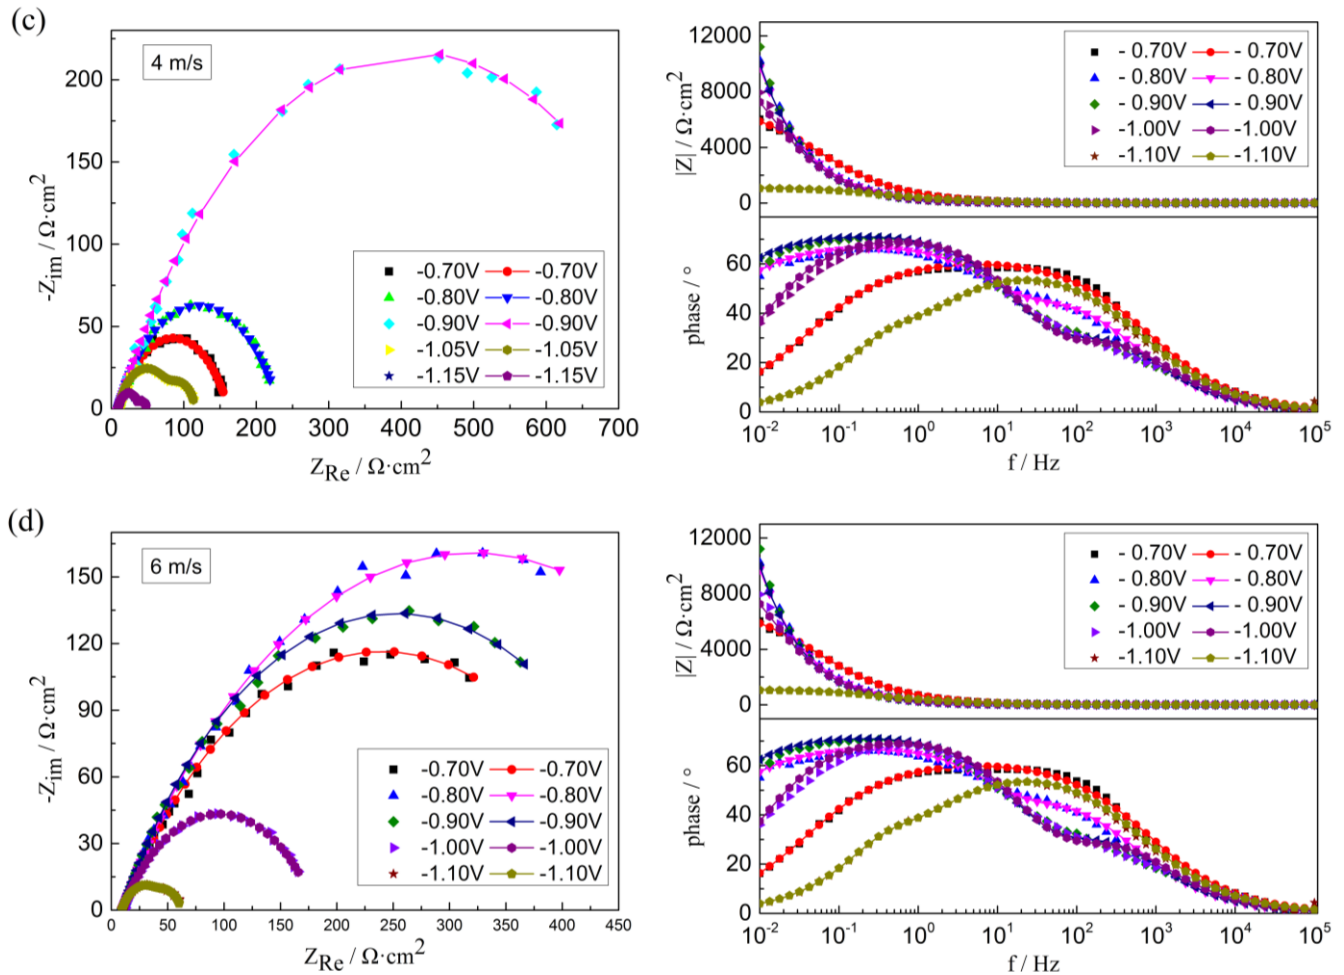 (c)
4 m/s
-Zim / Ω·cm2
200
150
100
50
0
-0.70V -0.70V
-0.80V -0.80V
-0.90V -0.90V
-1.05V -1.05V
-1.15V -1.15V
0 100 200 300 400 500 600 700
ZRe / Ω·cm2
|Z| / Ω·cm2
12000
8000
4000
0
- 0.70V - 0.70V
- 0.80V - 0.80V
- 0.90V - 0.90V
-1.00V -1.00V
-1.10V -1.10V
phase / °
60
40
20
0
10-2 10-1 100 101 102 103 104 105
f / Hz
(d)
6 m/s
-Zim / Ω·cm2
150
120
90
60
30
0
-0.70V -0.70V
-0.80V -0.80V
-0.90V -0.90V
-1.00V -1.00V
-1.10V -1.10V
0 50 100 150 200 250 300 350 400 450
ZRe / Ω·cm2
|Z| / Ω·cm2
12000
8000
4000
0
- 0.70V - 0.70V
- 0.80V - 0.80V
- 0.90V - 0.90V
-1.00V -1.00V
-1.10V -1.10V
phase / °
60
40
20
0
10-2 10-1 100 101 102 103 104 105
f / Hz